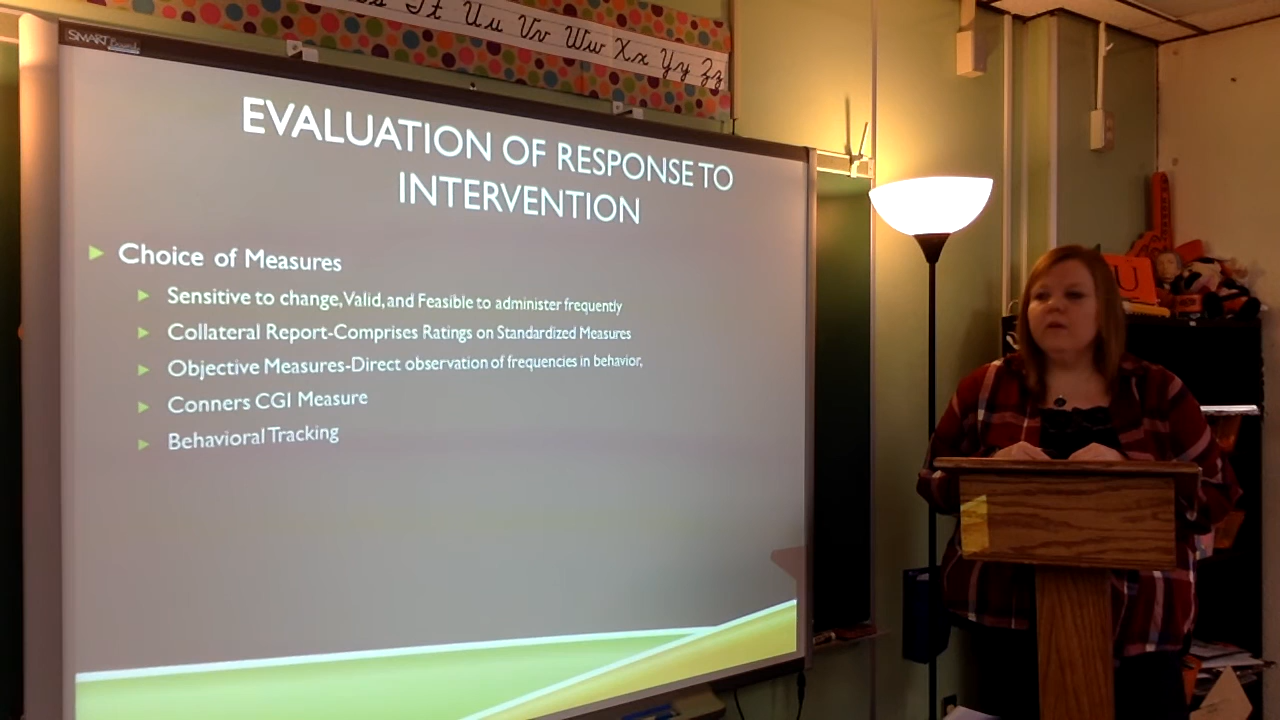 Tt Uu Vv Ww Xx Yy Zz
SMART
EVALUATION OF RESPONSE TO
INTERVENTION
Choice of Measures
Sensitive to change, Valid, and Feasible to administer frequently
Collateral Report-Comprises Ratings on Standardized Measures
Objective Measures-Direct observation of frequencies in behavior,
Conners CGI Measure
Behavioral Tracking
U